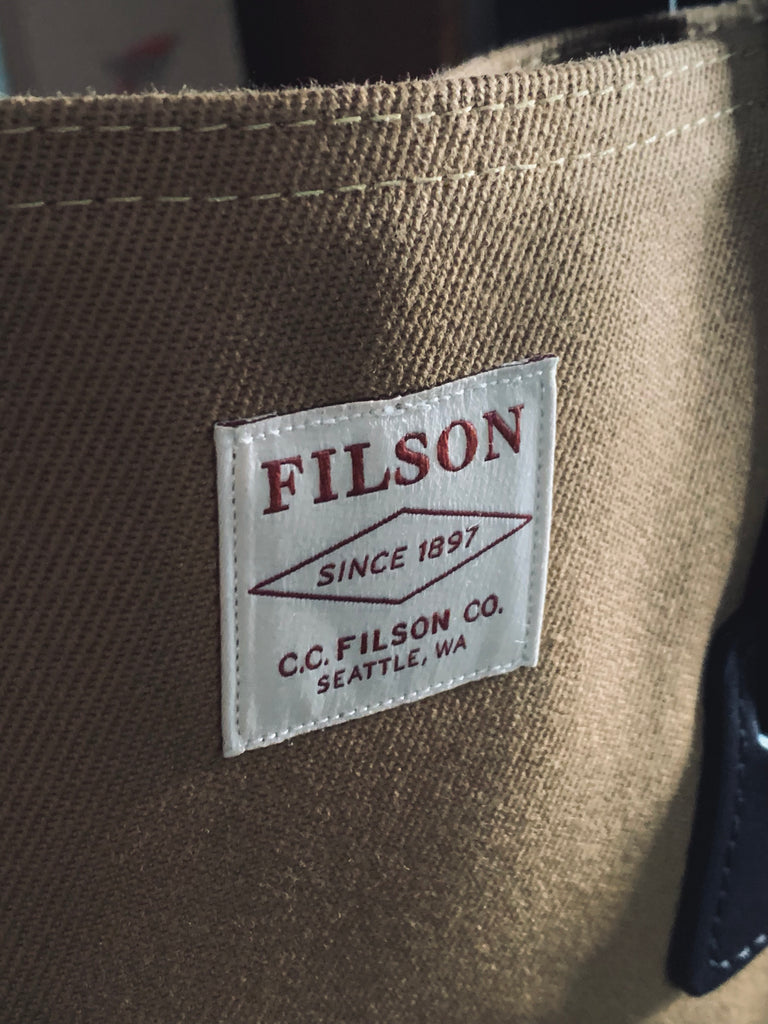 FILSON
SINCE 1897
C.C. FILSON CO.
SEATTLE, WA